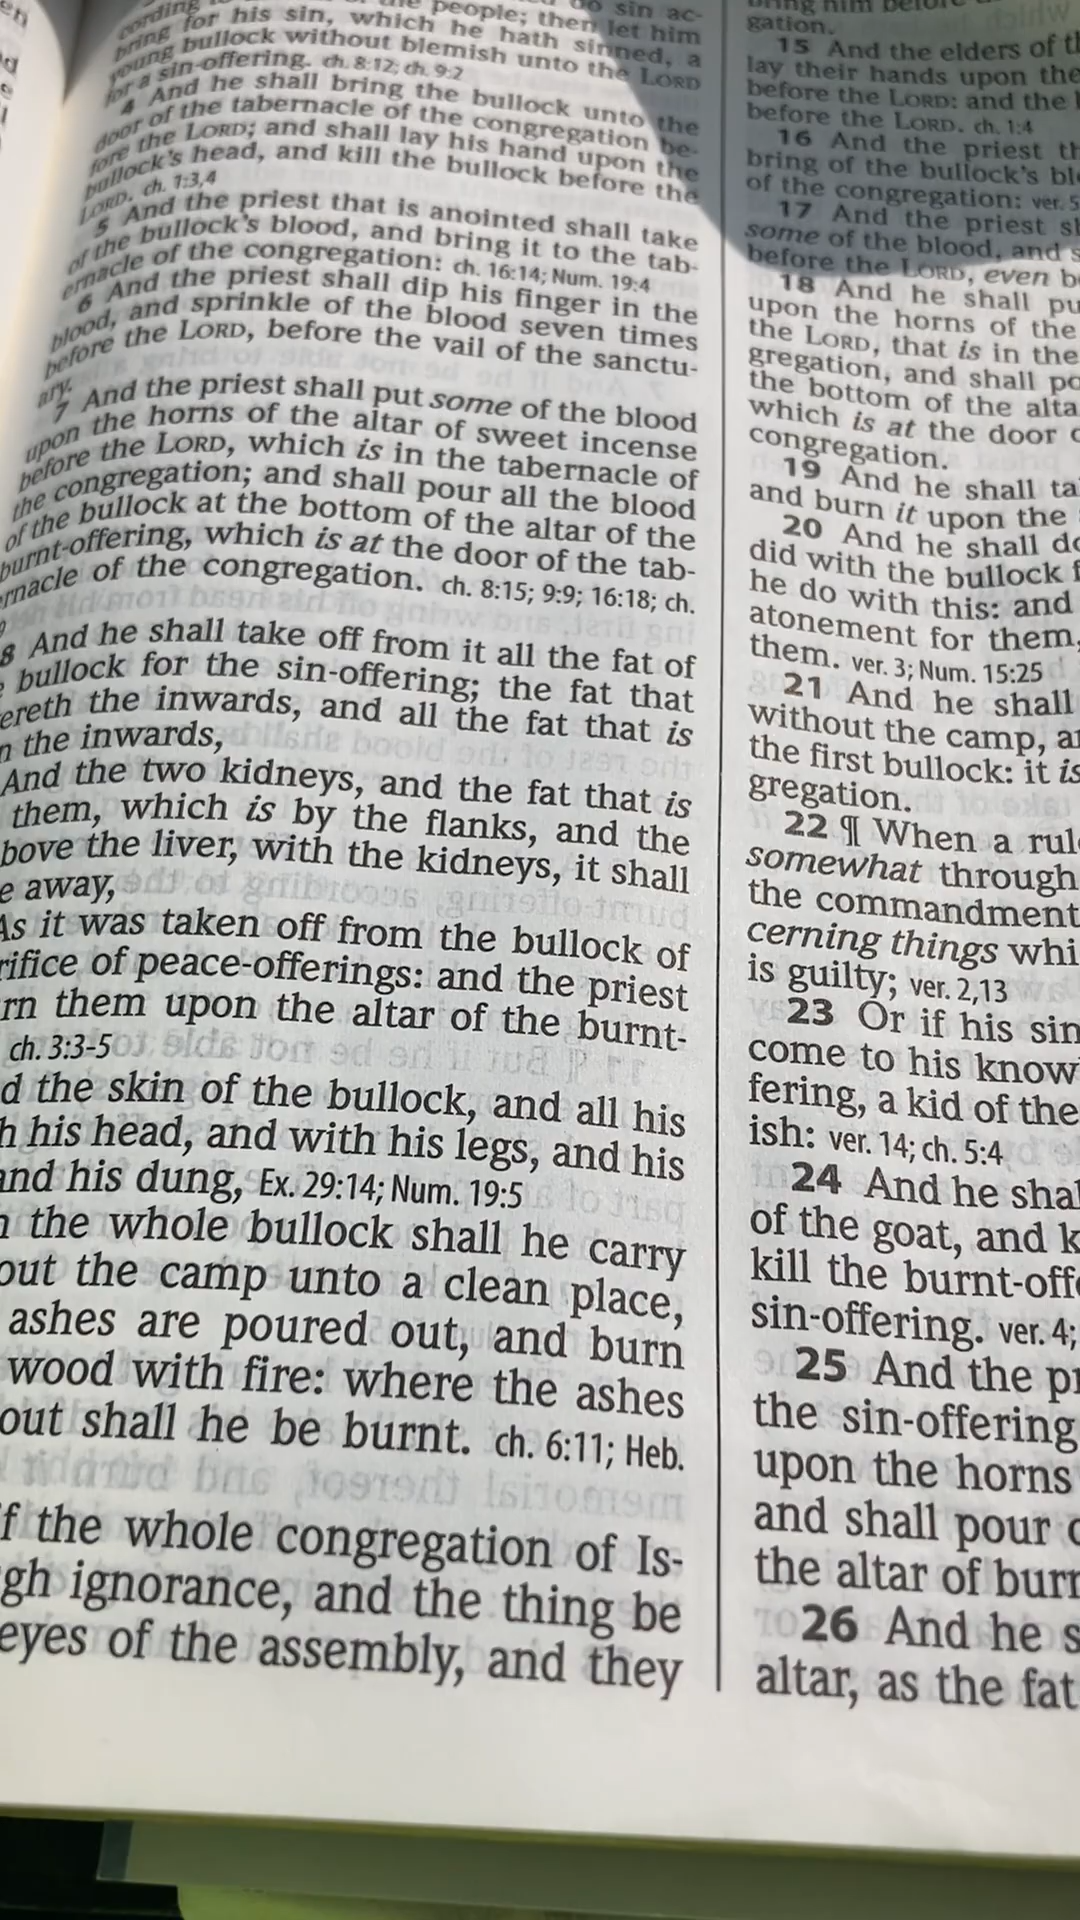 people; then let him
bring for his sin, which he hath sinned, a
young bullock without blemish unto the LORD
for a sin-offering. ch. 8:12; ch. 9:2
4 And he shall bring the bullock unto the
door of the tabernacle of the congregation be-
fore the LORD; and shall lay his hand upon the
bullock's head, and kill the bullock before the
LORD. ch. 1:3,4
5 And the priest that is anointed shall take
of the bullock's blood, and bring it to the tab-
ernacle of the congregation: ch. 16:14; Num. 19:4
6 And the priest shall dip his finger in the
blood, and sprinkle of the blood seven times
before the LORD, before the vail of the sanctu-
ary.
7 And the priest shall put some of the blood
upon the horns of the altar of sweet incense
before the LORD, which is in the tabernacle of
the congregation; and shall pour all the blood
of the bullock at the bottom of the altar of the
burnt-offering, which is at the door of the tab-
rnacle of the congregation. ch. 8:15; 9:9; 16:18; ch.
8 And he shall take off from it all the fat of
bullock for the sin-offering; the fat that
ereth the inwards, and all the fat that is
n the inwards,
And the two kidneys, and the fat that is
them, which is by the flanks, and the
bove the liver, with the kidneys, it shall
e away,
As it was taken off from the bullock of
rifice of peace-offerings: and the priest
rn them upon the altar of the burnt-
ch. 3:3-5
d the skin of the bullock, and all his
h his head, and with his legs, and his
and his dung, Ex. 29:14; Num. 19:5
n the whole bullock shall he carry
out the camp unto a clean place,
ashes are poured out, and burn
wood with fire: where the ashes
out shall he be burnt. ch. 6:11; Heb.
f the whole congregation of Is-
gh ignorance, and the thing be
eyes of the assembly, and they
gation.
15 And the elders of th
lay their hands upon the
before the LORD: and the
before the LORD. ch. 1:4
16 And the priest th
bring of the bullock's blo
of the congregation: ver. 5
17 And the priest sh
some of the blood, and s
before the LORD, even be
18 And he shall pu
upon the horns of the
the LORD, that is in the
gregation, and shall po
the bottom of the alta
which is at the door o
congregation.
19 And he shall ta
and burn it upon the
20 And he shall do
did with the bullock f
he do with this: and
atonement for them,
them. ver. 3; Num. 15:25
21 And he shall
without the camp, an
the first bullock: it is
gregation.
22 ¶ When a rul
somewhat through
the commandment
cerning things whi
is guilty; ver. 2,13
23 Or if his sin
come to his know
fering, a kid of the
ish: ver. 14; ch. 5:4
24 And he shal
of the goat, and k
kill the burnt-offe
sin-offering. ver. 4;
25 And the pr
the sin-offering
upon the horns
and shall pour o
the altar of burn
26 And he s
altar, as the fat